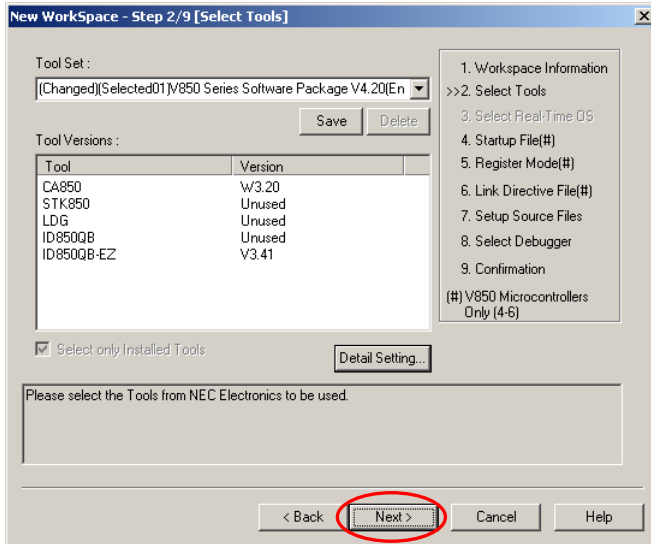 New WorkSpace - Step 2/9 [Select Tools]
Tool Set :
(Changed)(Selected01)V850 Series Software Package V4.20(En
Save
Delete
Tool Versions :
Tool Version
CA850 W3.20
STK850 Unused
LDG Unused
ID850QB Unused
ID850QB-EZ V3.41
Select only Installed Tools
Detail Setting...
1. Workspace Information
>>2. Select Tools
3. Select Real-Time OS
4. Startup File(#)
5. Register Mode(#)
6. Link Directive File(#)
7. Setup Source Files
8. Select Debugger
9. Confirmation
(#) V850 Microcontrollers
Only (4-6)
Please select the Tools from NEC Electronics to be used.
< Back
Next >
Cancel
Help